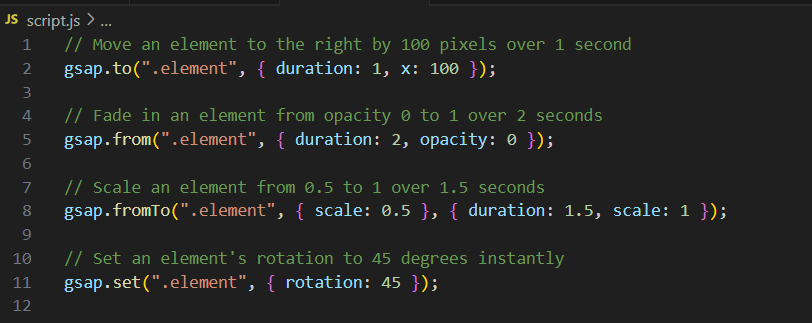 JS script.js > ...
1 // Move an element to the right by 100 pixels over 1 second
2 gsap.to(".element", { duration: 1, x: 100 });
3
4 // Fade in an element from opacity 0 to 1 over 2 seconds
5 gsap.from(".element", { duration: 2, opacity: 0 });
6
7 // Scale an element from 0.5 to 1 over 1.5 seconds
8 gsap.fromTo(".element", { scale: 0.5 }, { duration: 1.5, scale: 1 });
9
10 // Set an element's rotation to 45 degrees instantly
11 gsap.set(".element", { rotation: 45 });
12